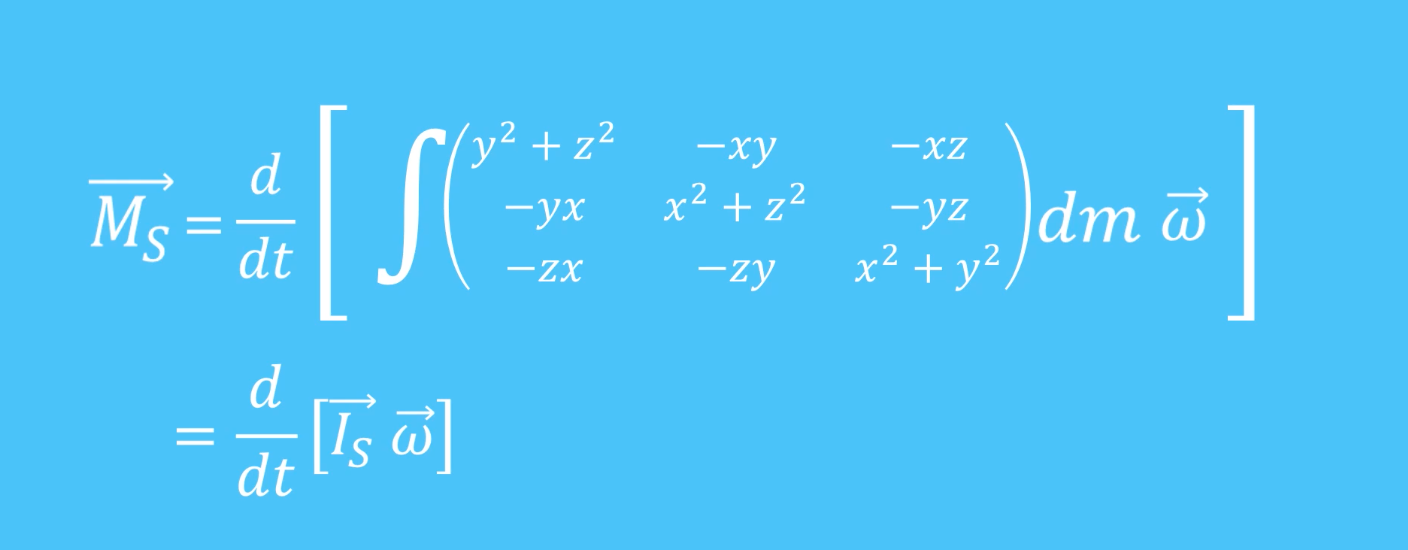 $\overrightarrow{M_S} = \frac{d}{dt} \left[ \int \begin{pmatrix} y^2 + z^2 & -xy & -xz \\ -yx & x^2 + z^2 & -yz \\ -zx & -zy & x^2 + y^2 \end{pmatrix} dm \, \vec{\omega} \right]$
$= \frac{d}{dt} \left[ \overrightarrow{I_S} \, \vec{\omega} \right]$